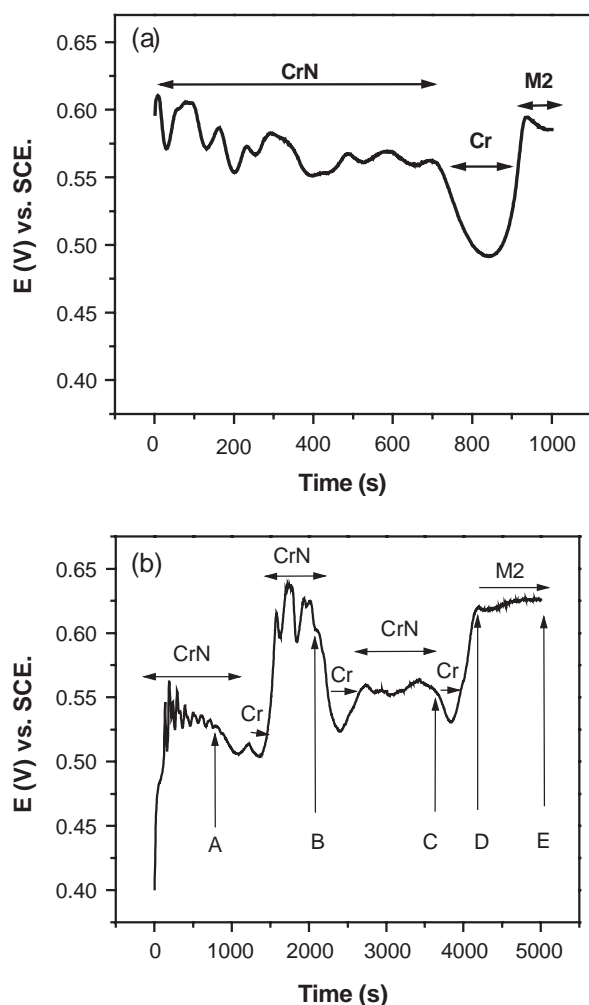 (a)
CrN
M2
Cr
0.65
0.60
0.55
0.50
0.45
0.40
E (V) vs. SCE.
0 200 400 600 800 1000
Time (s)
(b)
CrN
M2
CrN
CrN
Cr
Cr
Cr
0.65
0.60
0.55
0.50
0.45
0.40
E (V) vs. SCE.
A B C D E
0 1000 2000 3000 4000 5000
Time (s)